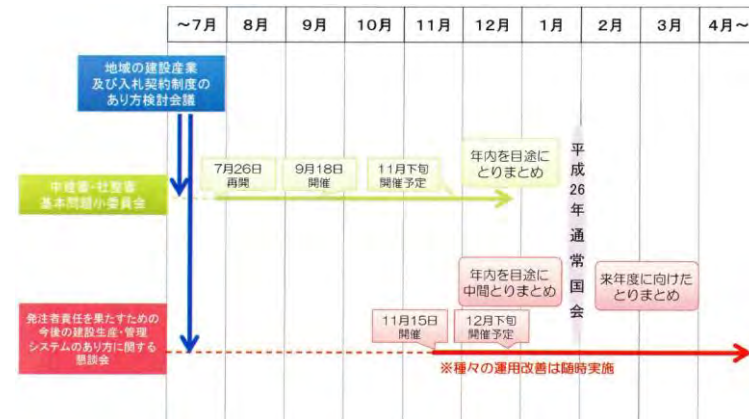 ～7月 8月 9月 10月 11月 12月 1月 2月 3月 4月～
地域の建設産業
及び入札契約制度の
あり方検討会議
中建審・社整審
基本問題小委員会
7月26日
再開
9月18日
開催
11月下旬
開催予定
年内を目途に
とりまとめ
平成26年通常国会
発注者責任を果たすための
今後の建設生産・管理
システムのあり方に関する
懇談会
11月15日
開催
12月下旬
開催予定
年内を目途に
中間とりまとめ
来年度に向けた
とりまとめ
※種々の運用改善は随時実施